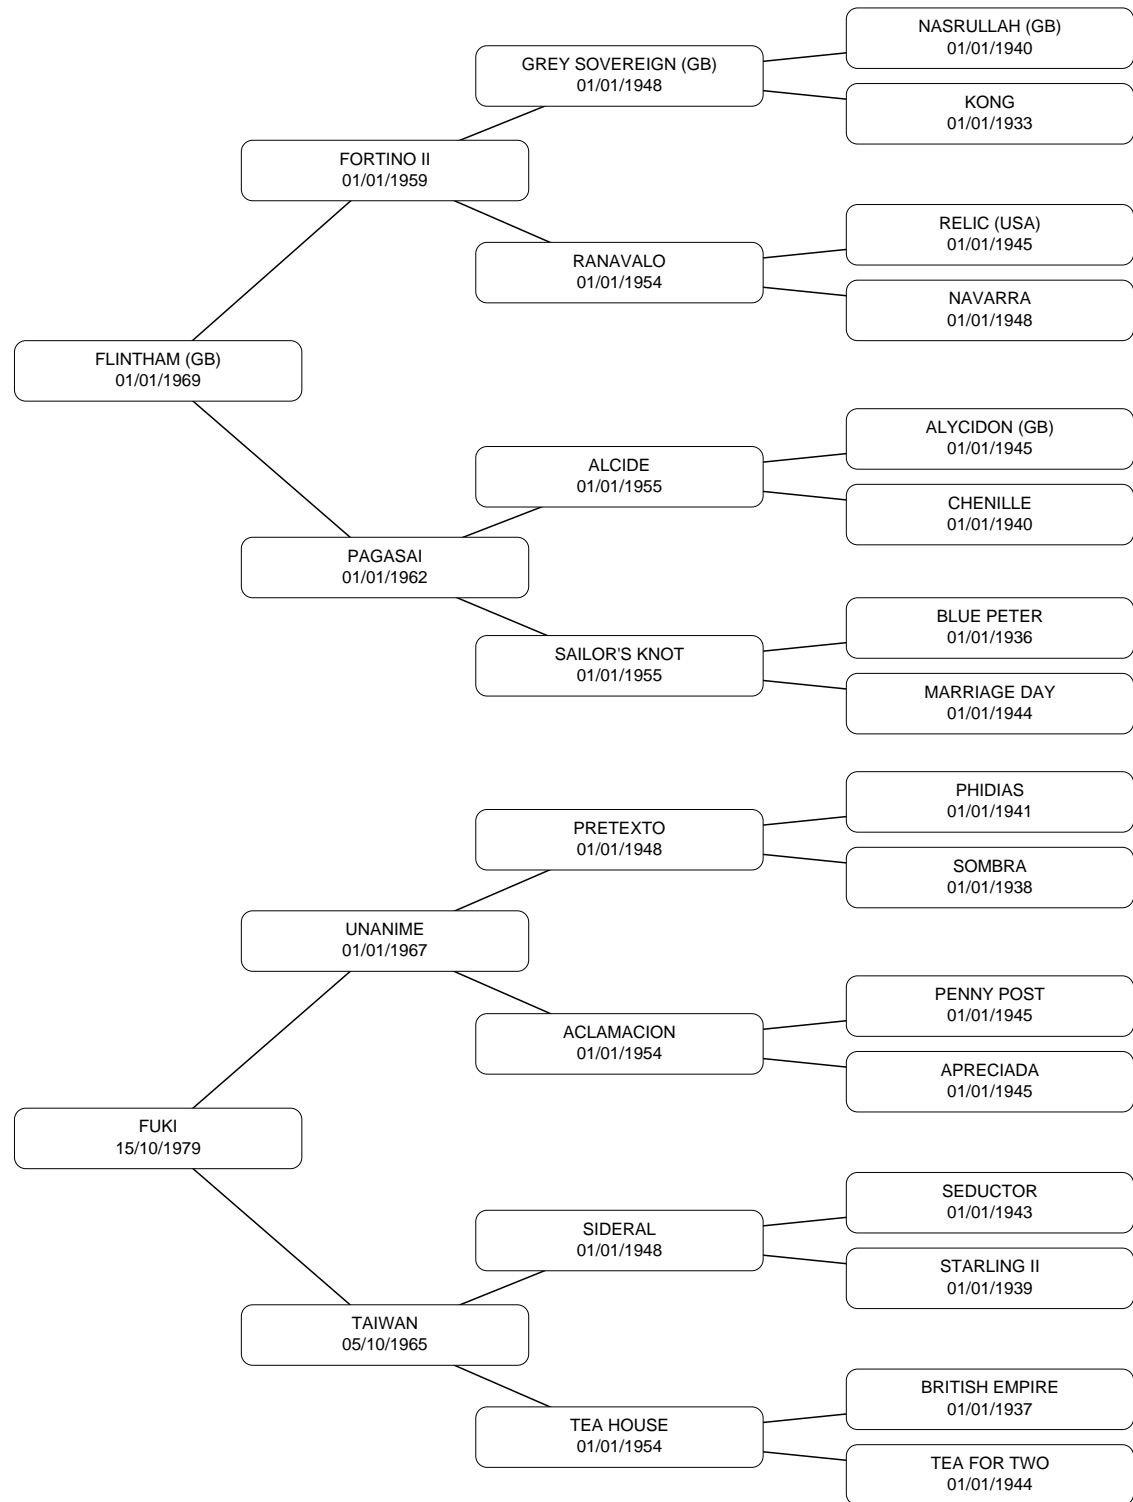 NASRULLAH (GB)
01/01/1940
GREY SOVEREIGN (GB)
01/01/1948
KONG
01/01/1933
FORTINO II
01/01/1959
RELIC (USA)
01/01/1945
RANAVALO
01/01/1954
NAVARRA
01/01/1948
FLINTHAM (GB)
01/01/1969
ALYCIDON (GB)
01/01/1945
ALCIDE
01/01/1955
CHENILLE
01/01/1940
PAGASAI
01/01/1962
BLUE PETER
01/01/1936
SAILOR'S KNOT
01/01/1955
MARRIAGE DAY
01/01/1944
PHIDIAS
01/01/1941
PRETEXTO
01/01/1948
SOMBRA
01/01/1938
UNANIME
01/01/1967
PENNY POST
01/01/1945
ACLAMACION
01/01/1954
APRECIADA
01/01/1945
FUKI
15/10/1979
SEDUCTOR
01/01/1943
SIDERAL
01/01/1948
STARLING II
01/01/1939
TAIWAN
05/10/1965
BRITISH EMPIRE
01/01/1937
TEA HOUSE
01/01/1954
TEA FOR TWO
01/01/1944